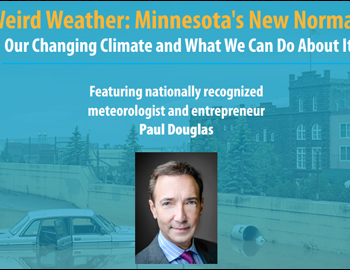 Weird Weather: Minnesota's New Norma
Our Changing Climate and What We Can Do About It
Featuring nationally recognized
meteorologist and entrepreneur
Paul Douglas